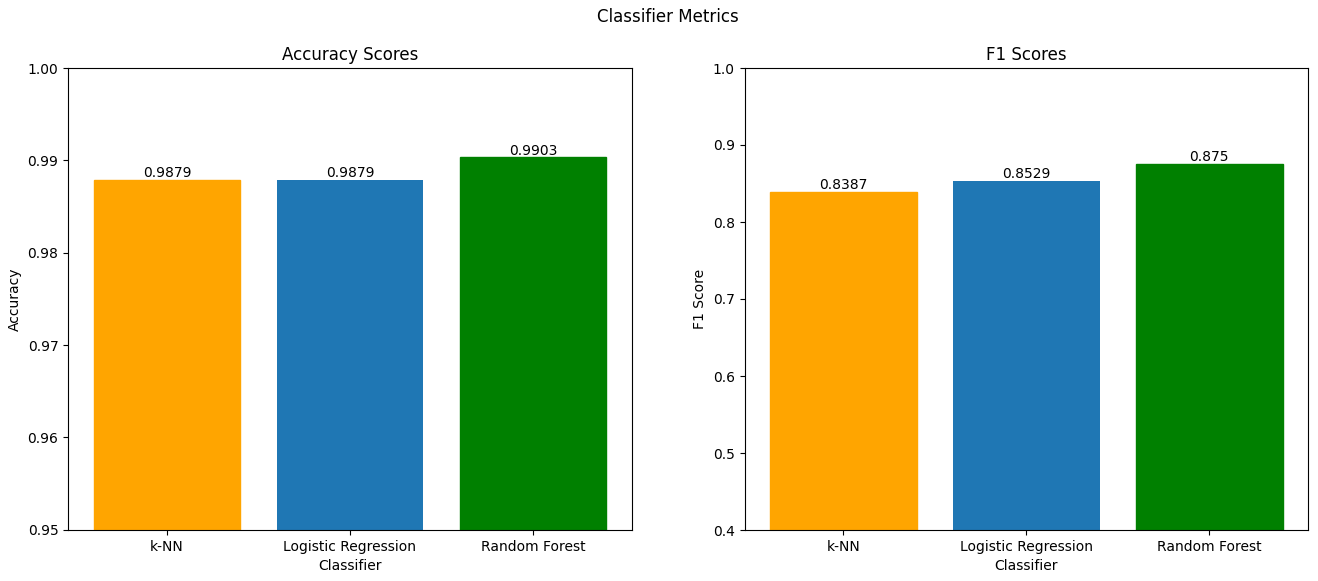 Classifier Metrics
Accuracy Scores
1.00
0.99
0.98
0.97
0.96
0.95
Accuracy
0.9879
0.9879
0.9903
k-NN
Logistic Regression
Random Forest
Classifier
F1 Scores
1.0
0.9
0.8
0.7
0.6
0.5
0.4
F1 Score
0.8387
0.8529
0.875
k-NN
Logistic Regression
Random Forest
Classifier